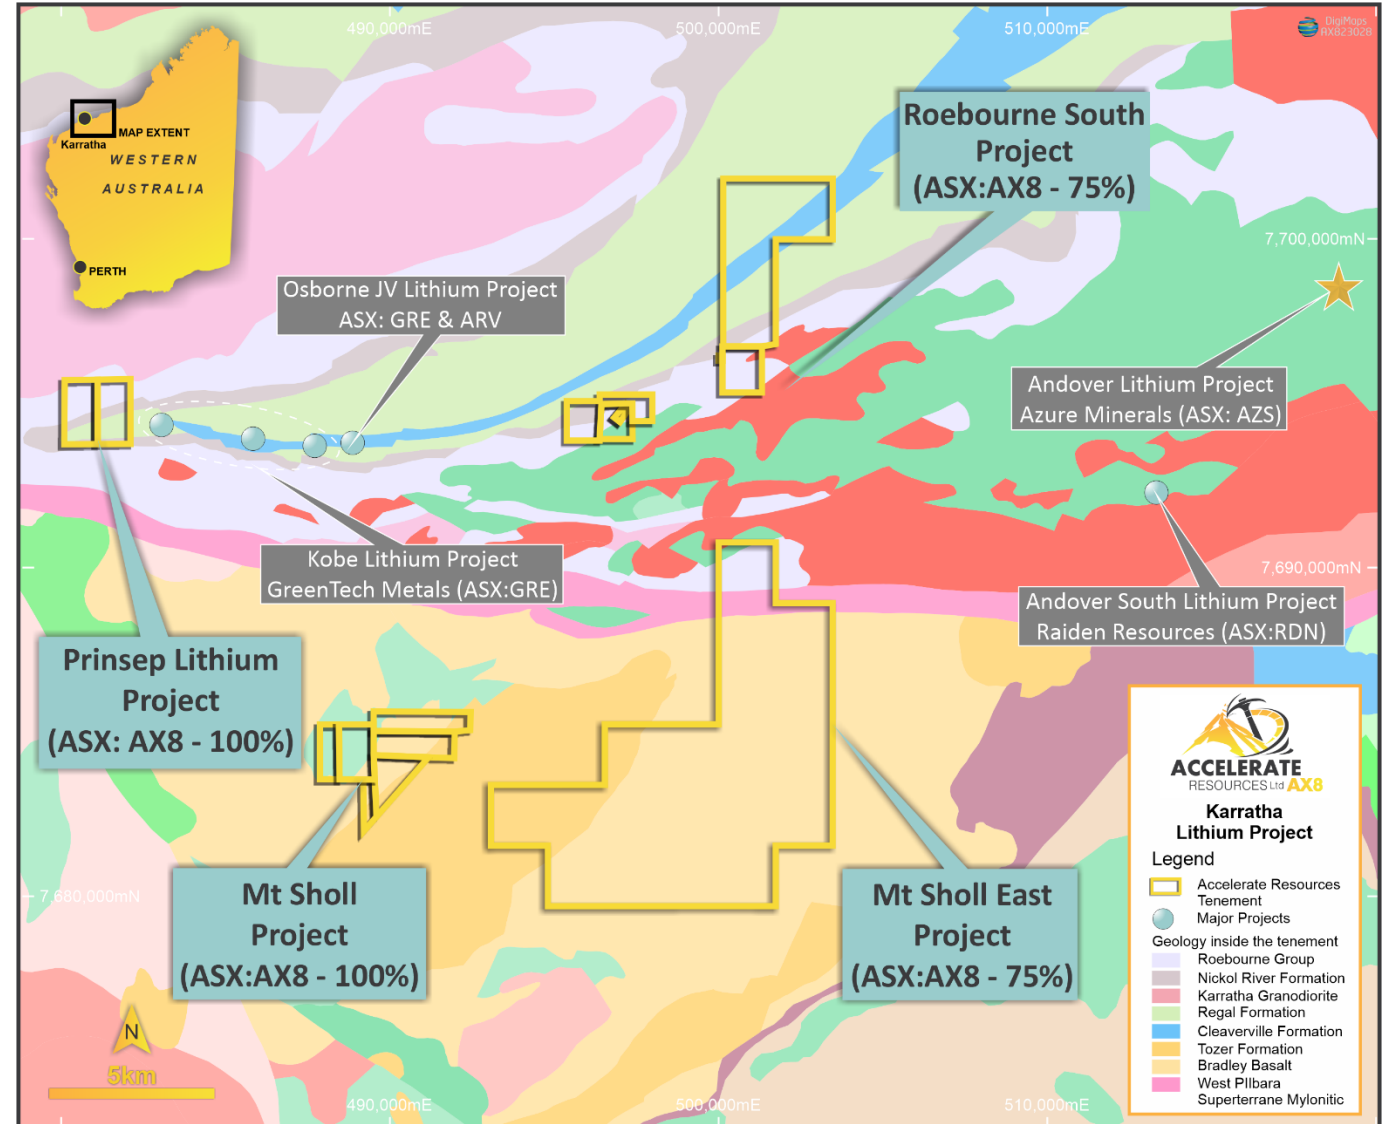 490,000mE
500,000mE
510,000mE
DigiMaps
RX823028
Karratha
MAP EXTENT
WESTERN
AUSTRALIA
PERTH
Roebourne South
Project
(ASX:AX8 - 75%)
7,700,000mN
Osborne JV Lithium Project
ASX: GRE & ARV
Andover Lithium Project
Azure Minerals (ASX: AZS)
Kobe Lithium Project
GreenTech Metals (ASX:GRE)
7,690,000mN
Andover South Lithium Project
Raiden Resources (ASX:RDN)
Prinsep Lithium
Project
(ASX: AX8 - 100%)
Mt Sholl
Project
(ASX:AX8 - 100%)
Mt Sholl East
Project
(ASX:AX8 - 75%)
7,680,000mN
ACCELERATE
RESOURCES Ltd AX8
Karratha
Lithium Project
Legend
Accelerate Resources
Tenement
Major Projects
Geology inside the tenement
Roebourne Group
Nickol River Formation
Karratha Granodiorite
Regal Formation
Cleaverville Formation
Tozer Formation
Bradley Basalt
West PIlbara
Superterrane Mylonitic
N
5km
490,000mE
500,000mE
510,000mE